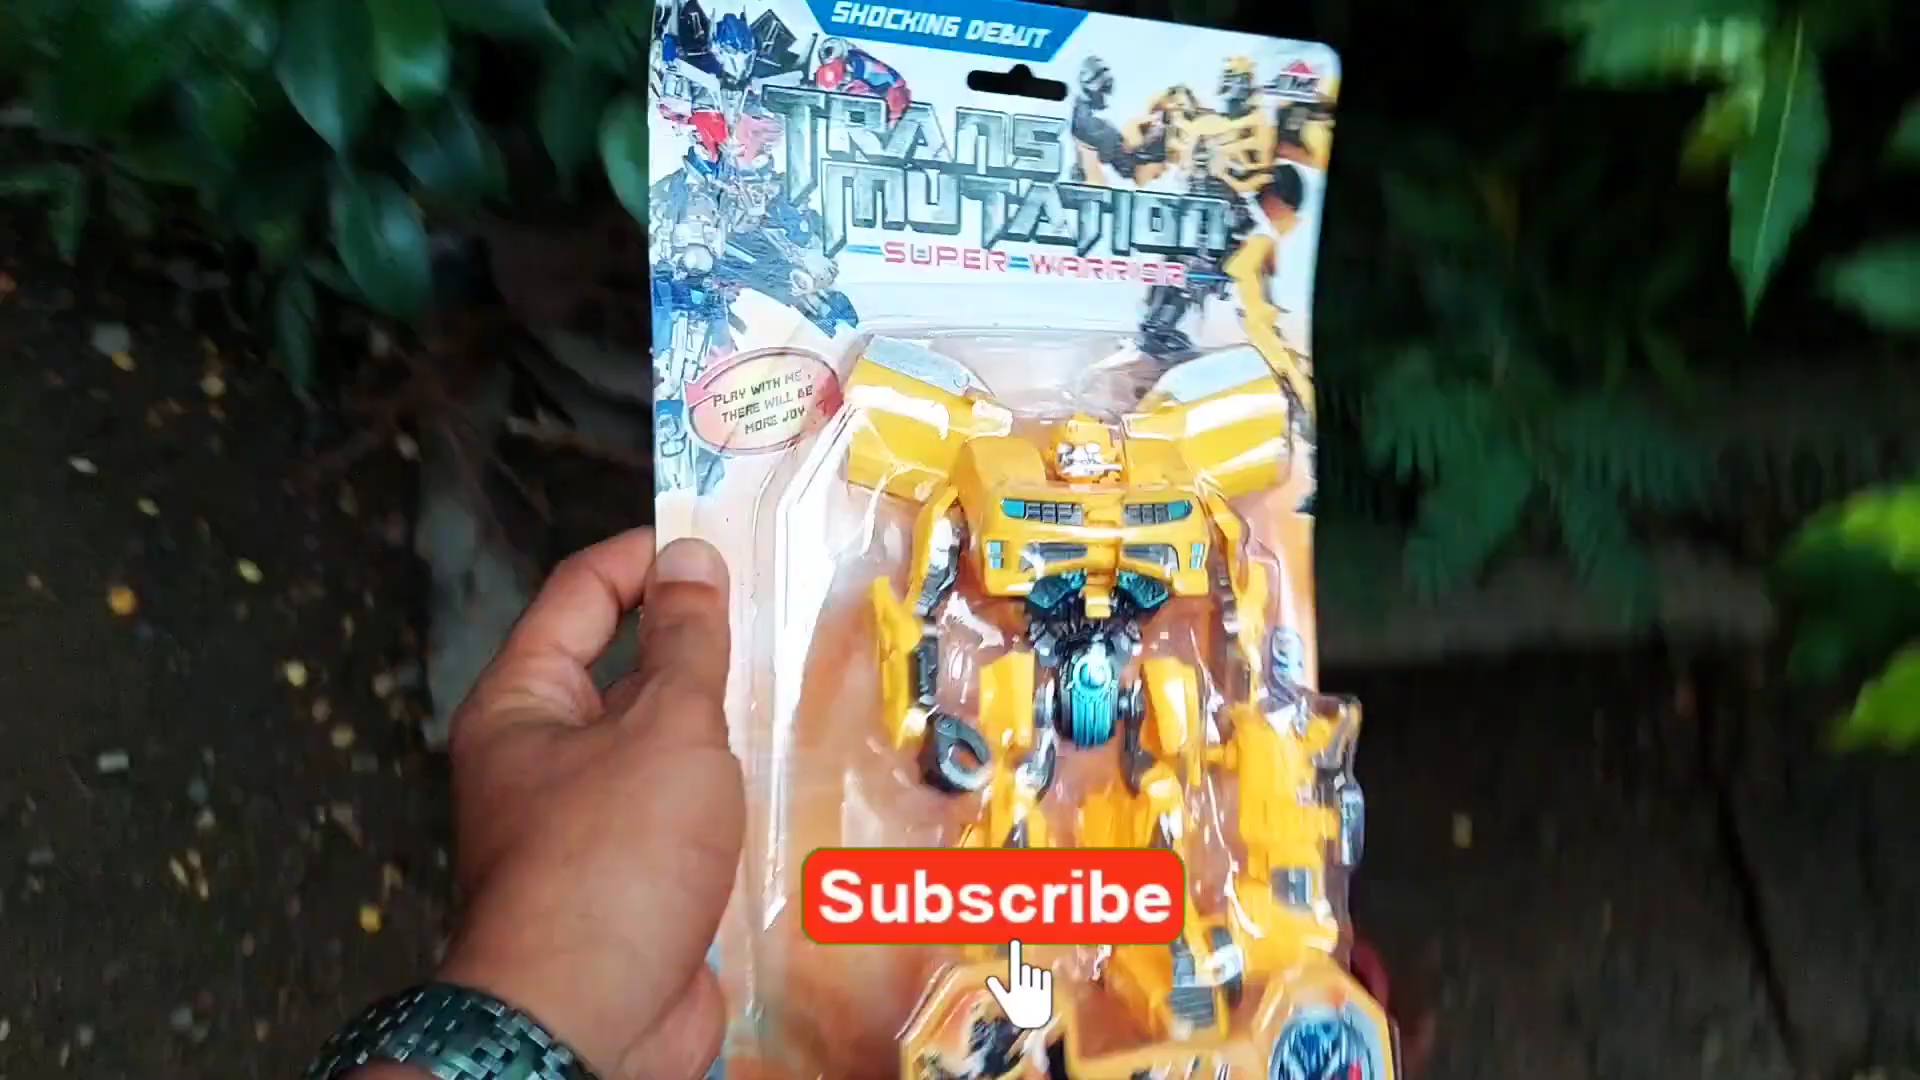 SHOCKING DEBUT
TRANS
MUTATION
SUPER WARRIOR
PLAY WITH ME,
THERE WILL BE
MORE JOY
Subscribe